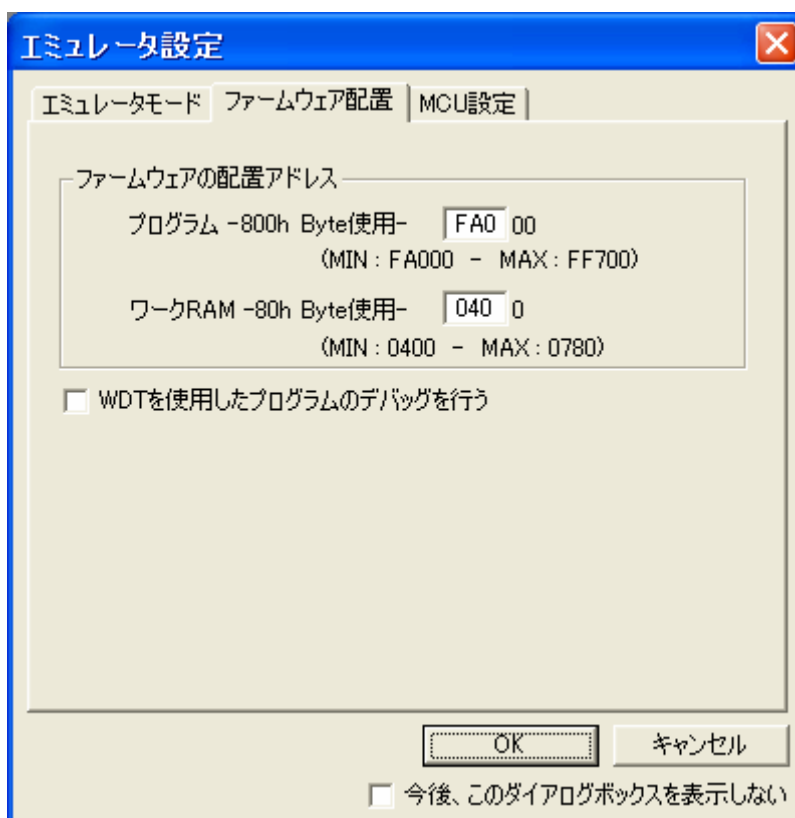 エミュレータ設定
エミュレータモード ファームウェア配置 MCU設定
ファームウェアの配置アドレス
プログラム -800h Byte使用- FA0 00
(MIN : FA000 - MAX : FF700)
ワークRAM -80h Byte使用- 040 0
(MIN : 0400 - MAX : 0780)
WDTを使用したプログラムのデバッグを行う
OK キャンセル
今後、このダイアログボックスを表示しない